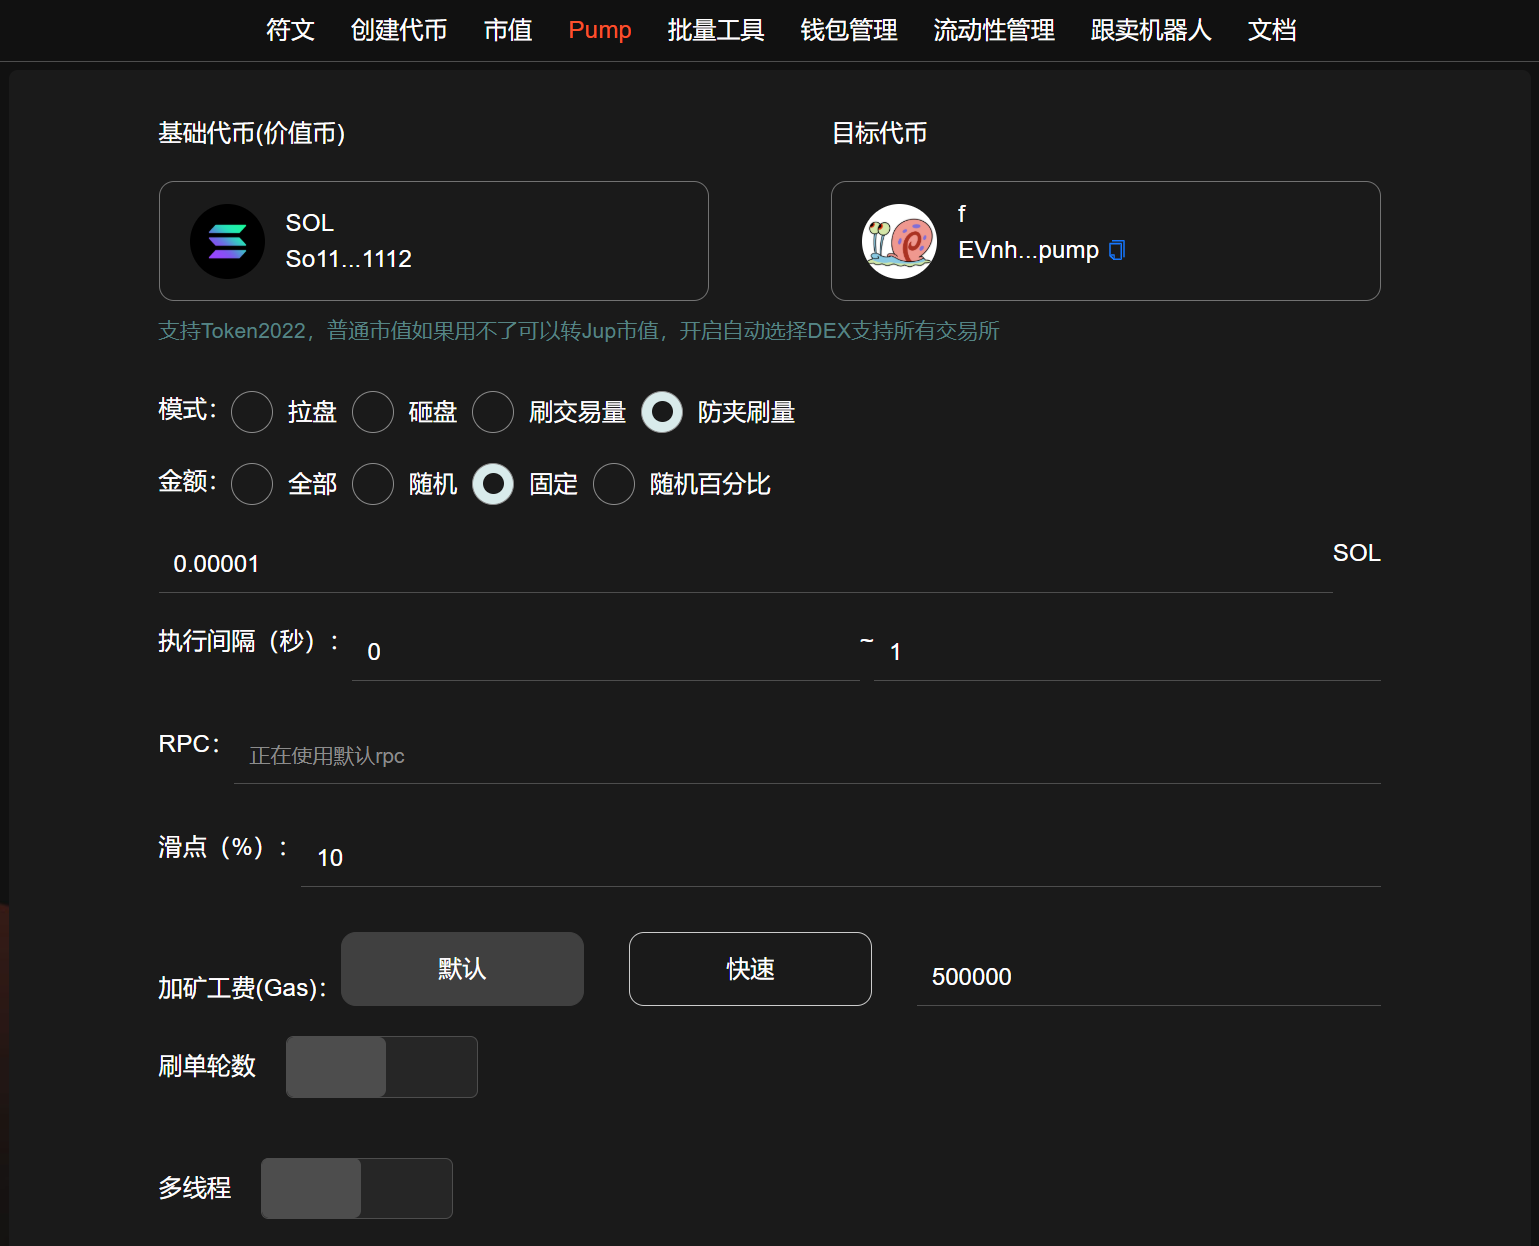 符文 创建代币 市值 Pump 批量工具 钱包管理 流动性管理 跟卖机器人 文档
基础代币(价值币)
目标代币
SOL
So11...1112
f
EVnh...pump
支持Token2022，普通市值如果用不了可以转Jup市值，开启自动选择DEX支持所有交易所
模式： 拉盘 砸盘 刷交易量 防夹刷量
金额： 全部 随机 固定 随机百分比
0.00001 SOL
执行间隔（秒）： 0 ~ 1
RPC： 正在使用默认rpc
滑点（%）： 10
加矿工费(Gas)： 默认 快速 500000
刷单轮数
多线程